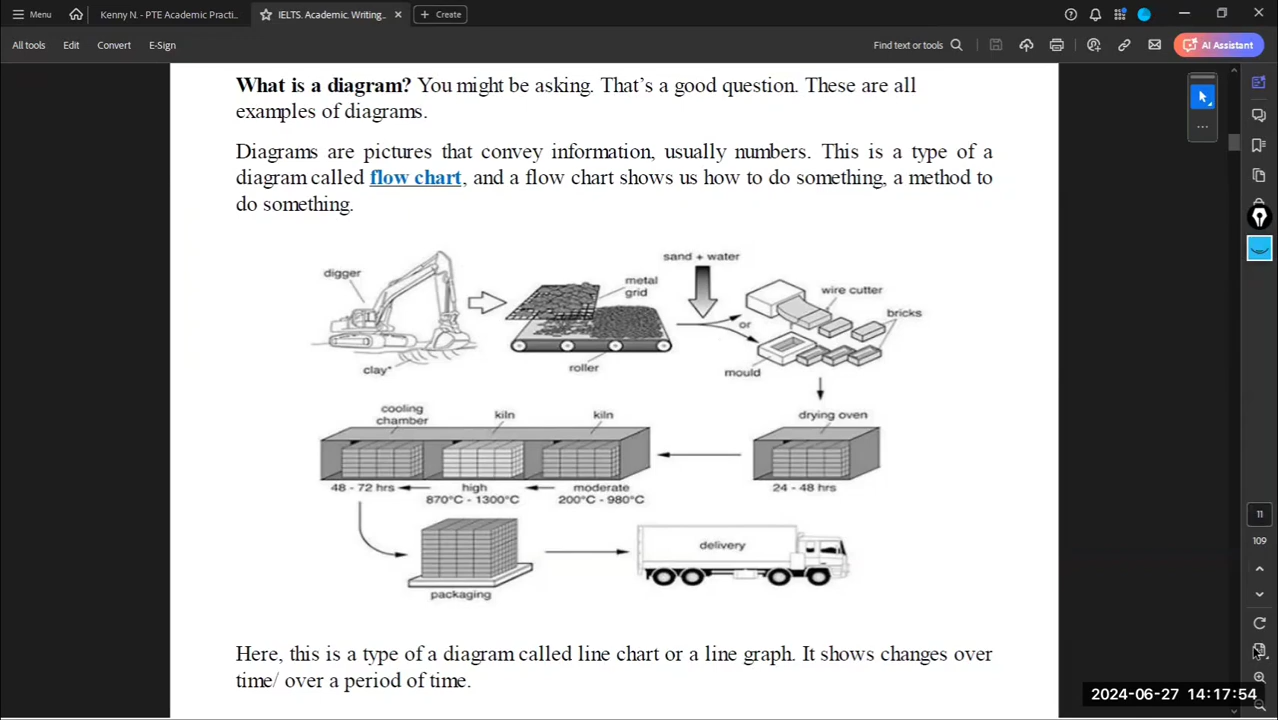 Menu
Kenny N. - PTE Academic Practi...
IELTS. Academic. Writing...
Create
All tools
Edit
Convert
E-Sign
Find text or tools
AI Assistant
What is a diagram? You might be asking. That's a good question. These are all
examples of diagrams.
Diagrams are pictures that convey information, usually numbers. This is a type of a
diagram called flow chart, and a flow chart shows us how to do something, a method to
do something.
digger
clay*
metal
grid
roller
sand + water
or
wire cutter
bricks
mould
drying oven
24 - 48 hrs
kiln
moderate
200°C - 980°C
kiln
high
870°C - 1300°C
cooling
chamber
48 - 72 hrs
packaging
delivery
Here, this is a type of a diagram called line chart or a line graph. It shows changes over
time/ over a period of time.
11
109
2024-06-27 14:17:54